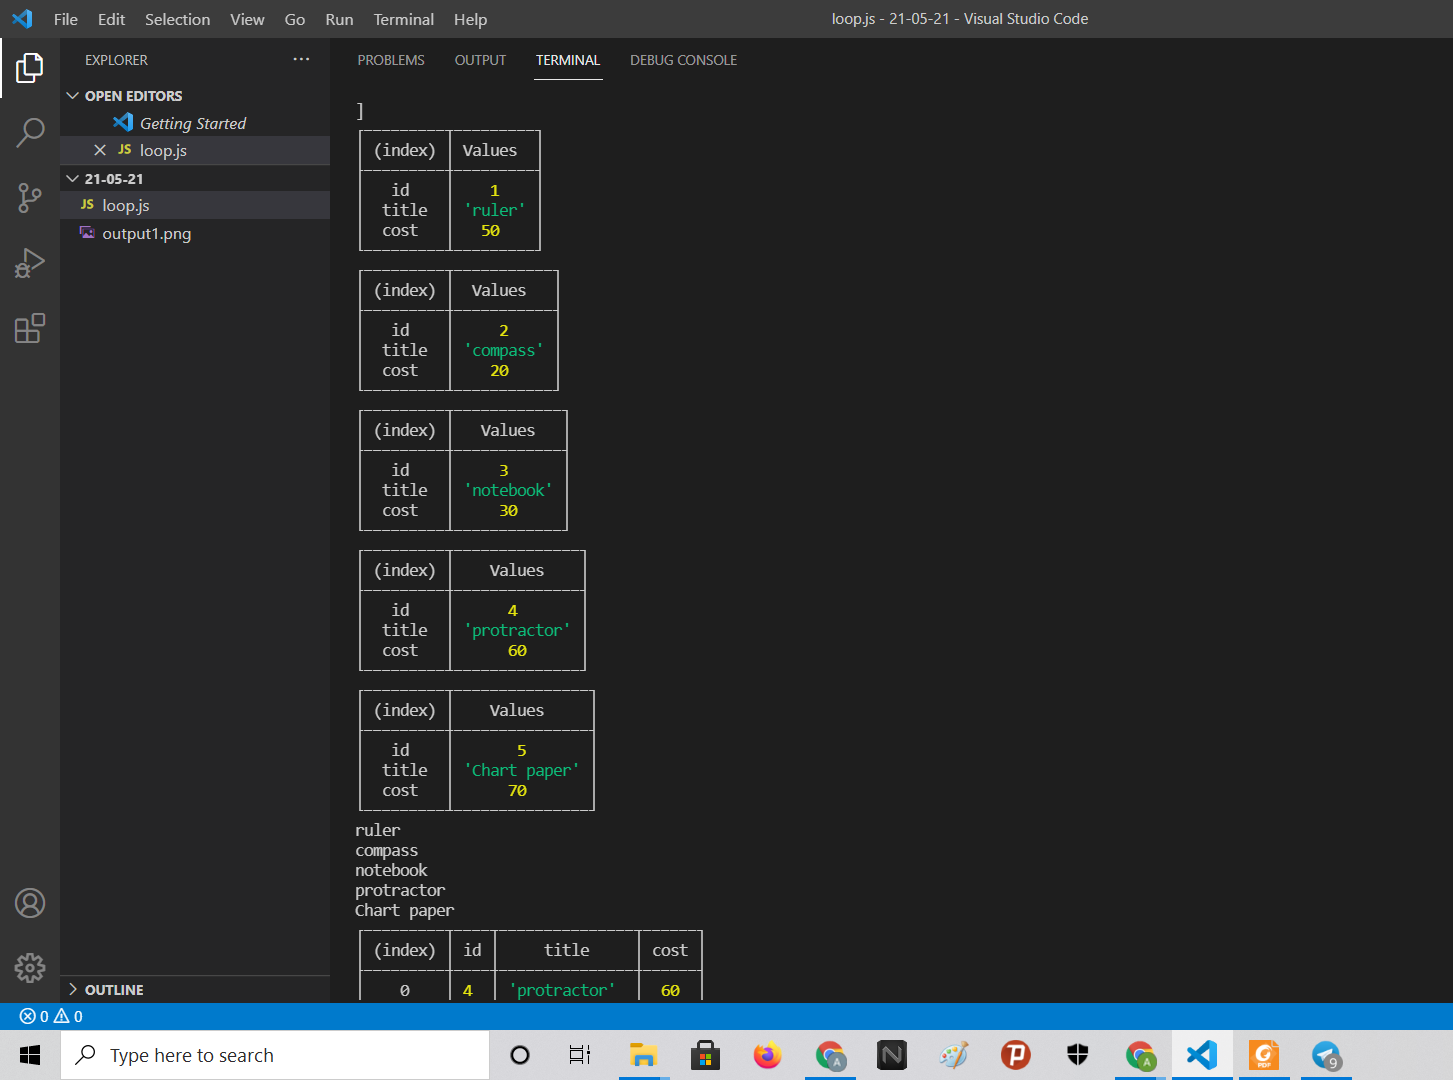 File Edit Selection View Go Run Terminal Help
loop.js - 21-05-21 - Visual Studio Code
EXPLORER
OPEN EDITORS
Getting Started
JS loop.js
21-05-21
JS loop.js
output1.png
OUTLINE
PROBLEMS OUTPUT TERMINAL DEBUG CONSOLE
]
(index) Values
id 1
title 'ruler'
cost 50
(index) Values
id 2
title 'compass'
cost 20
(index) Values
id 3
title 'notebook'
cost 30
(index) Values
id 4
title 'protractor'
cost 60
(index) Values
id 5
title 'Chart paper'
cost 70
ruler
compass
notebook
protractor
Chart paper
(index) id title cost
0 4 'protractor' 60
0 0
Type here to search
A
N
P
A
PDF
9